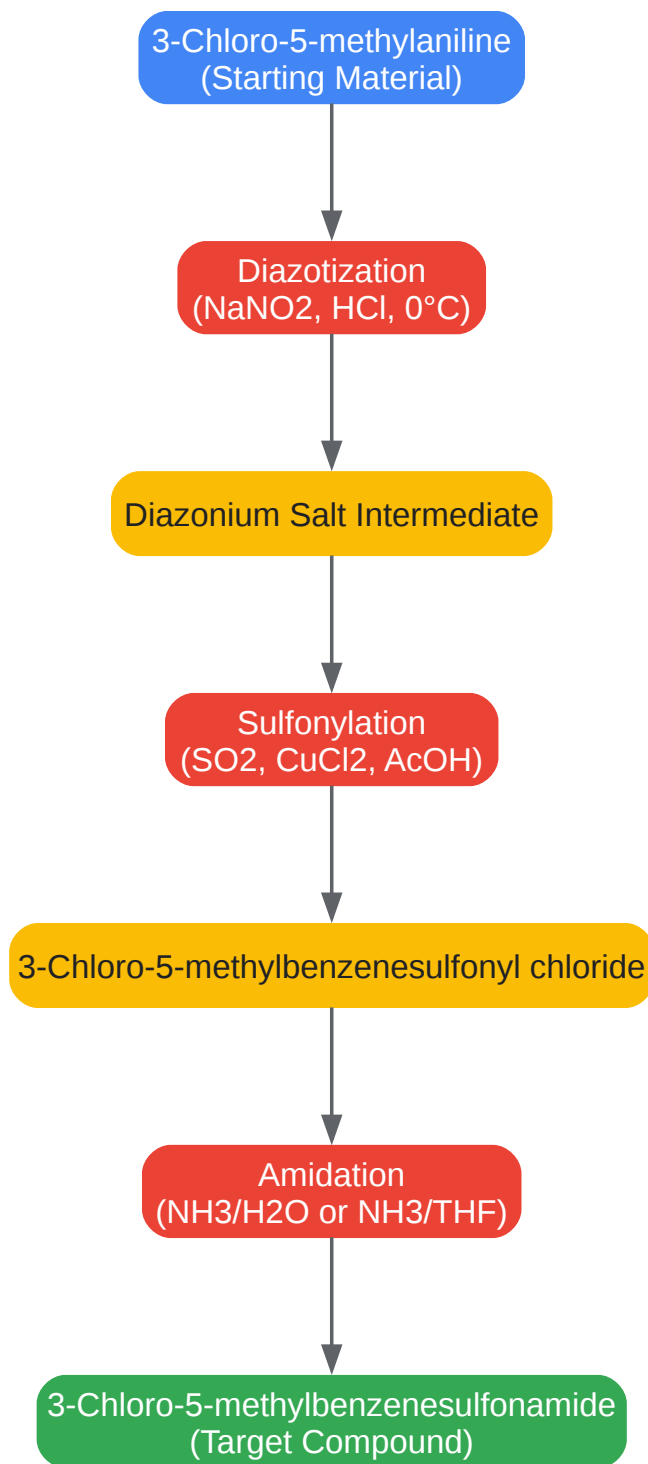 3-Chloro-5-methylaniline
(Starting Material)
Diazotization
(NaNO2, HCl, 0°C)
Diazonium Salt Intermediate
Sulfonylation
(SO2, CuCl2, AcOH)
3-Chloro-5-methylbenzenesulfonyl chloride
Amidation
(NH3/H2O or NH3/THF)
3-Chloro-5-methylbenzenesulfonamide
(Target Compound)